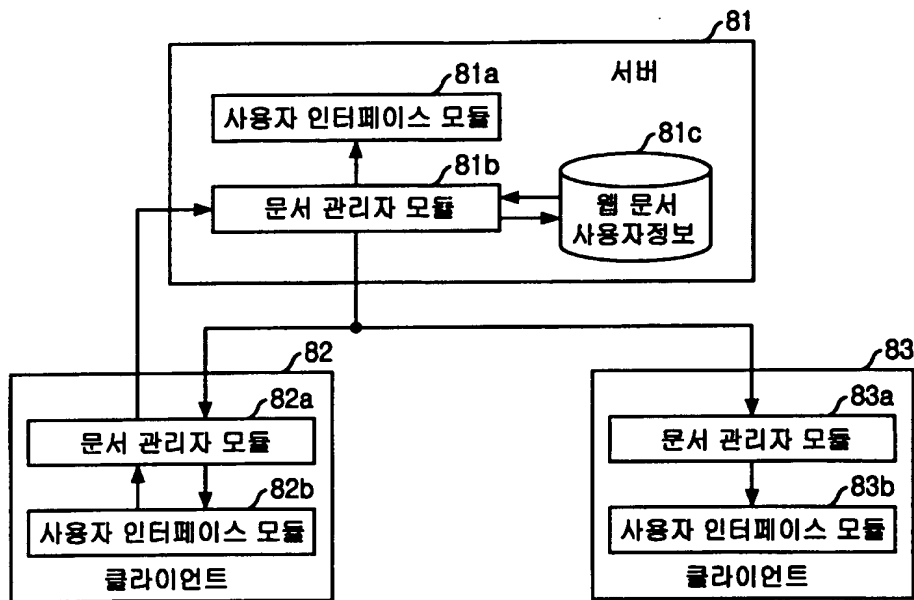 81
서버
81a
사용자 인터페이스 모듈
81b
문서 관리자 모듈
81c
웹 문서
사용자정보
82
82a
문서 관리자 모듈
82b
사용자 인터페이스 모듈
클라이언트
83
83a
문서 관리자 모듈
83b
사용자 인터페이스 모듈
클라이언트